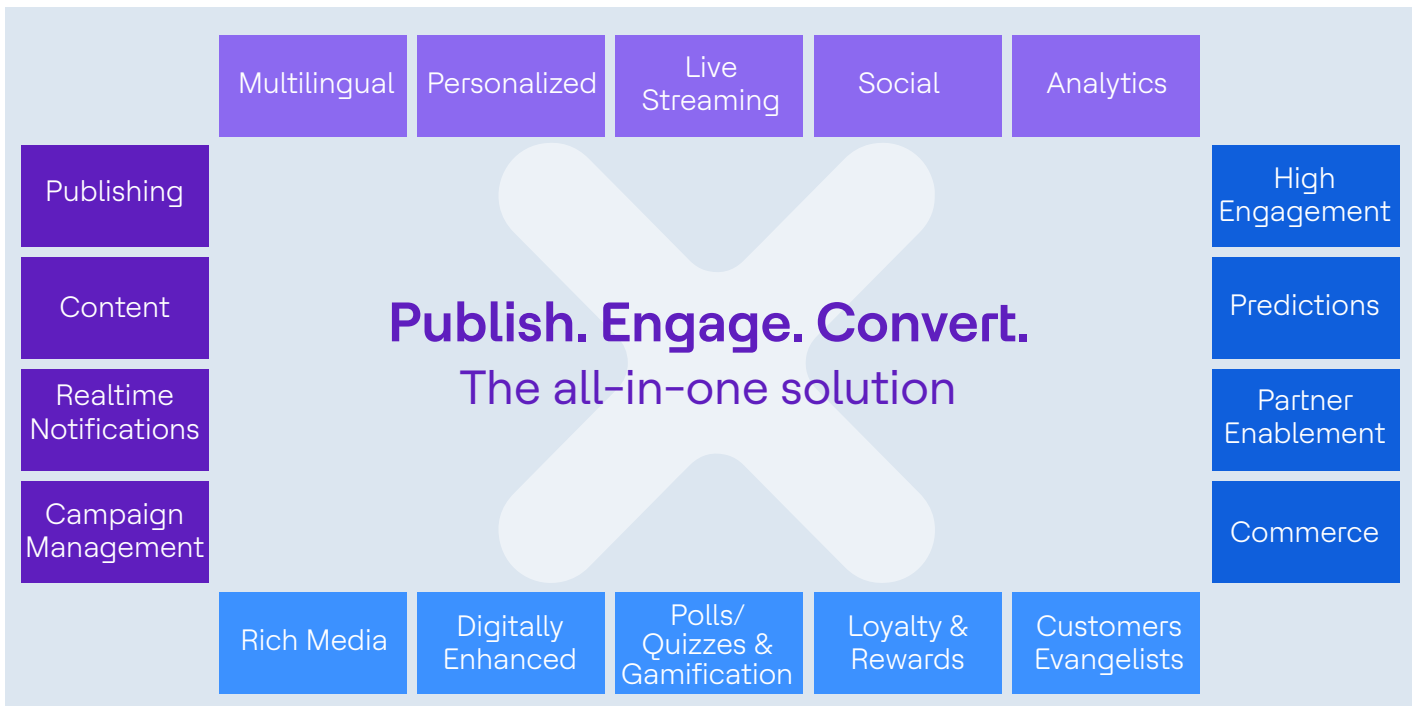 Multilingual
Personalized
Live
Streaming
Social
Analytics
Publishing
Content
Realtime
Notifications
Campaign
Management
Publish. Engage. Convert.
The all-in-one solution
High
Engagement
Predictions
Partner
Enablement
Commerce
Rich Media
Digitally
Enhanced
Polls/
Quizzes &
Gamification
Loyalty &
Rewards
Customers
Evangelists